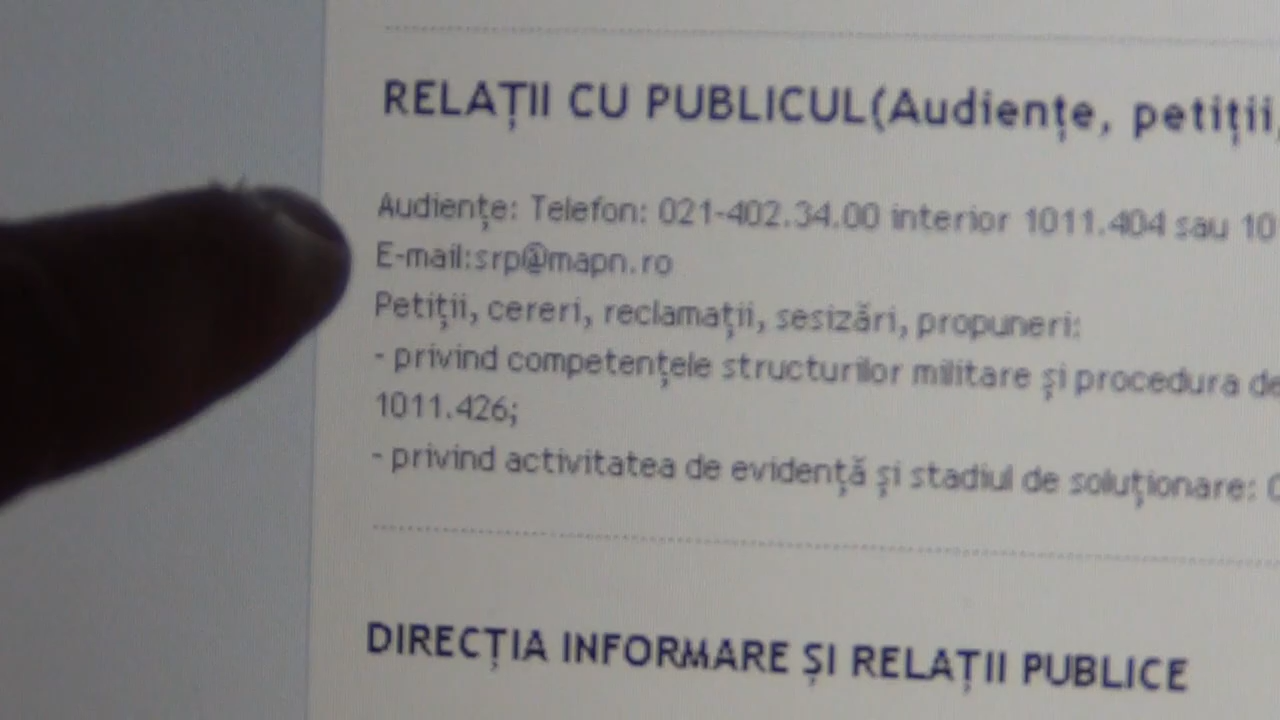 RELAȚII CU PUBLICUL(Audiențe, petiții,
Audiențe: Telefon: 021-402.34.00 interior 1011.404 sau 10
E-mail:srp@mapn.ro
Petiții, cereri, reclamații, sesizări, propuneri:
- privind competențele structurilor militare și procedura de
1011.426;
- privind activitatea de evidență și stadiul de soluționare: 0
DIRECȚIA INFORMARE ȘI RELAȚII PUBLICE